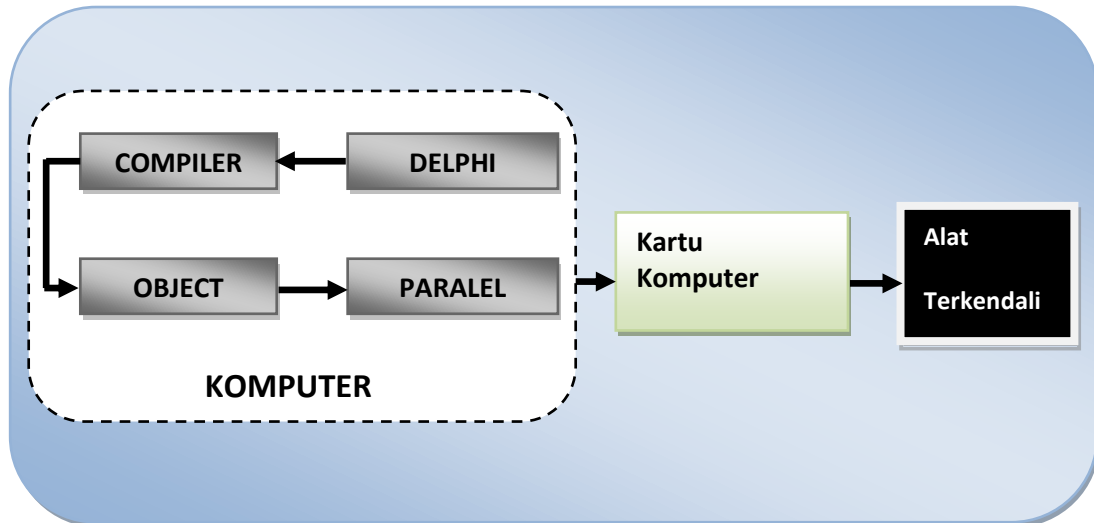 COMPILER
DELPHI
OBJECT
PARALEL
KOMPUTER
Kartu
Komputer
Alat
Terkendali